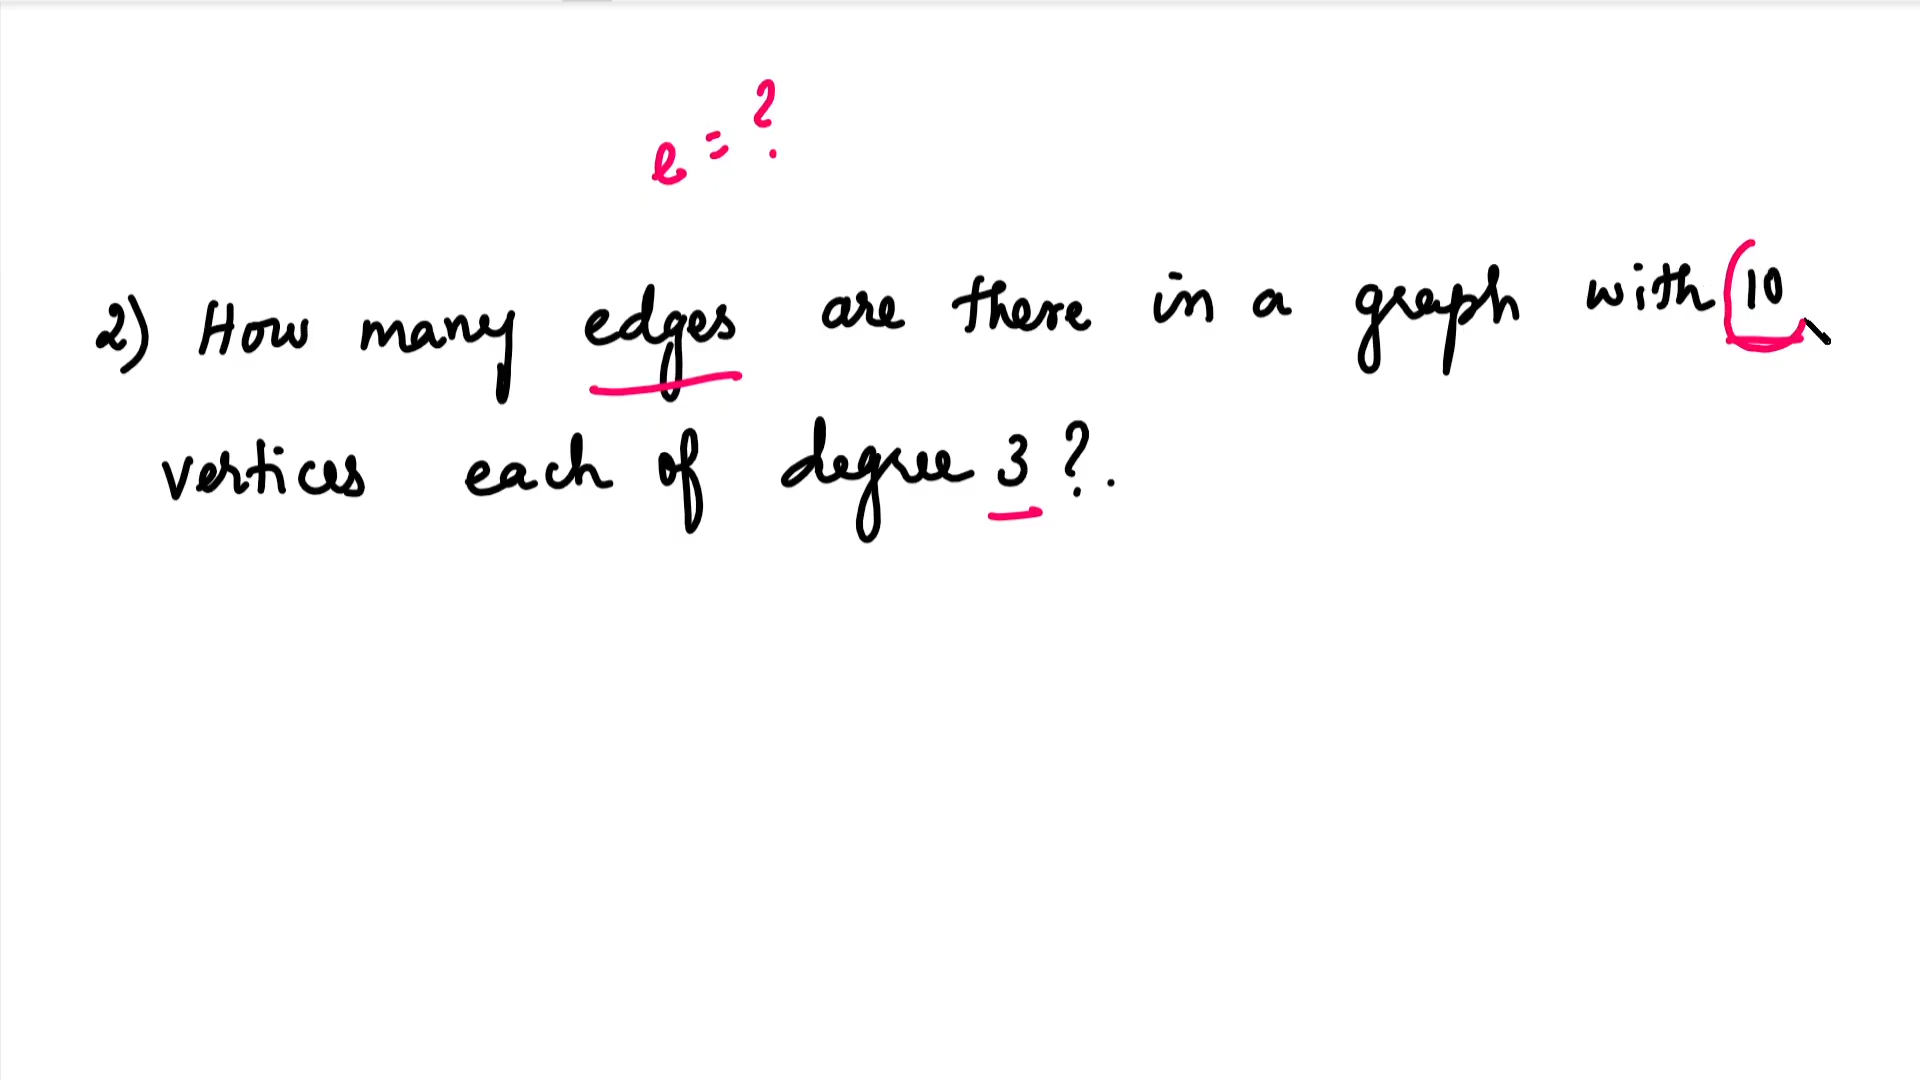 e = ?
2) How many edges are there in a graph with 10
vertices each of degree 3 ?.